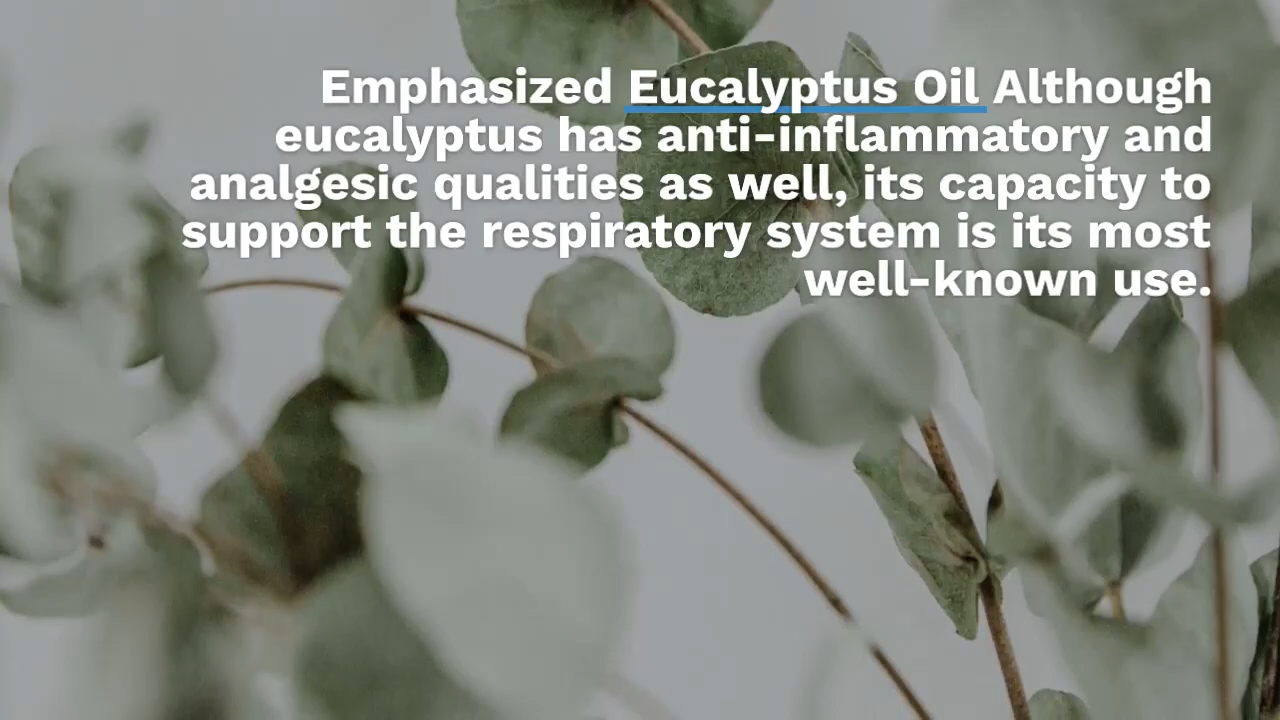 Emphasized Eucalyptus Oil Although
eucalyptus has anti-inflammatory and
analgesic qualities as well, its capacity to
support the respiratory system is its most
well-known use.